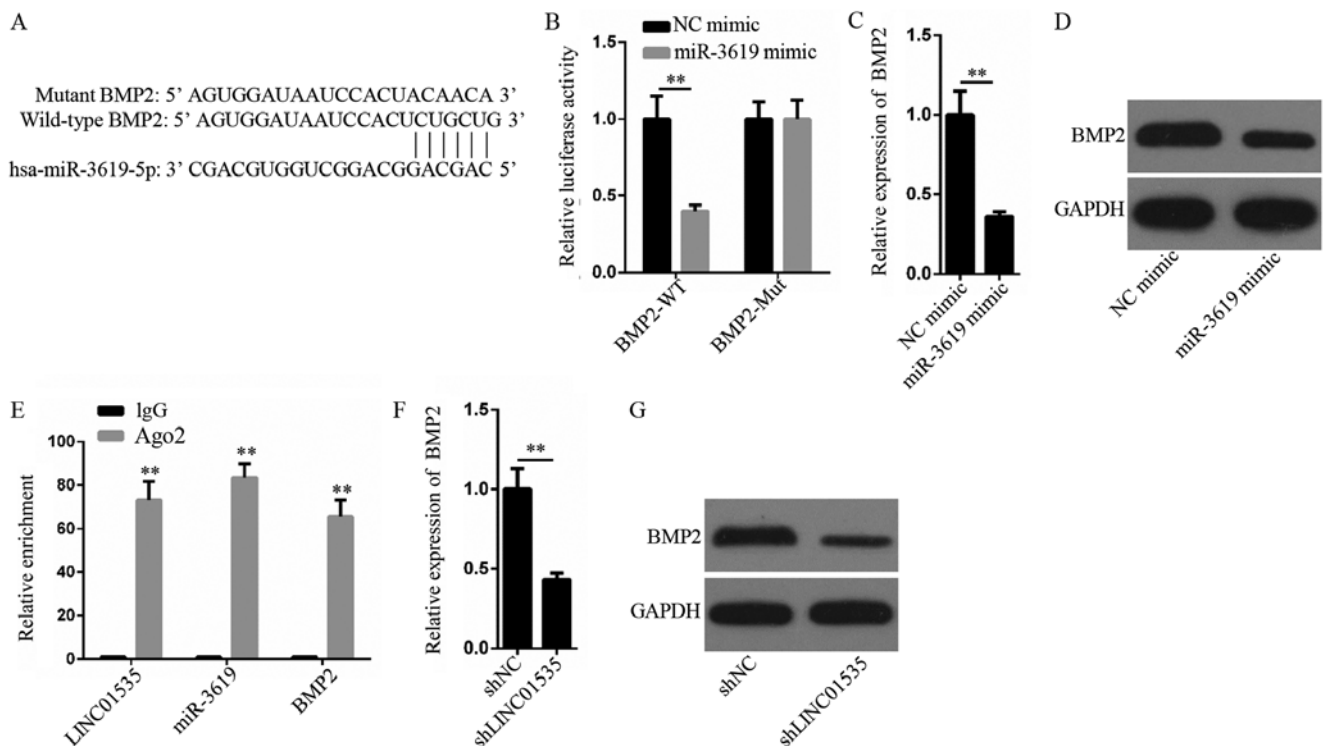 A
Mutant BMP2: 5’ AGUGGAUAAUCCACUACAACA 3’
Wild-type BMP2: 5’ AGUGGAUAAUCCACUCUGCUG 3’
hsa-miR-3619-5p: 3’ CGACGUGGUCGGACGGACGAC 5’
B
NC mimic
miR-3619 mimic
Relative luciferase activity
1.5
1.0
0.5
0.0
**
BMP2-WT
BMP2-Mut
C
Relative expression of BMP2
1.5
1.0
0.5
0.0
**
NC mimic
miR-3619 mimic
D
BMP2
GAPDH
NC mimic
miR-3619 mimic
E
lgG
Ago2
Relative enrichment
100
80
60
40
20
0
**
**
**
LINC01535
miR-3619
BMP2
F
Relative expression of BMP2
1.5
1.0
0.5
0.0
**
shNC
shLINC01535
G
BMP2
GAPDH
shNC
shLINC01535